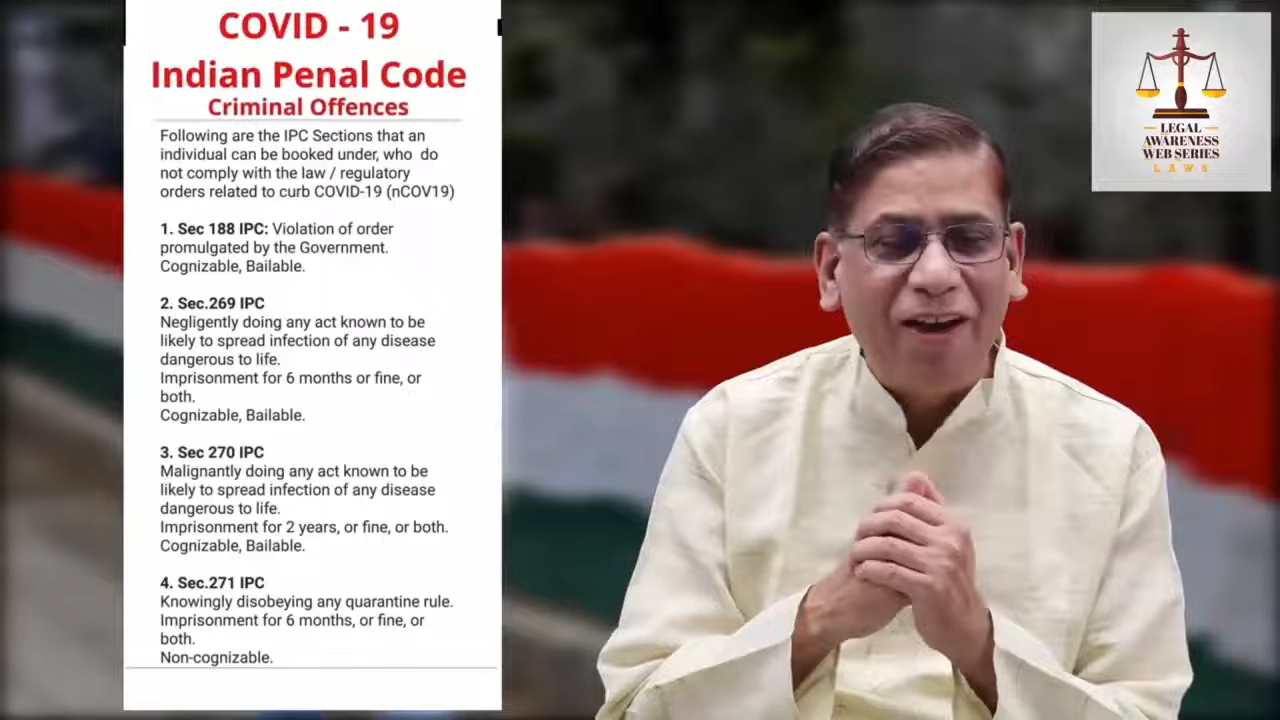 COVID - 19
Indian Penal Code
Criminal Offences
Following are the IPC Sections that an
individual can be booked under, who do
not comply with the law / regulatory
orders related to curb COVID-19 (nCOV19)
1. Sec 188 IPC: Violation of order
promulgated by the Government.
Cognizable, Bailable.
2. Sec.269 IPC
Negligently doing any act known to be
likely to spread infection of any disease
dangerous to life.
Imprisonment for 6 months or fine, or
both.
Cognizable, Bailable.
3. Sec 270 IPC
Malignantly doing any act known to be
likely to spread infection of any disease
dangerous to life.
Imprisonment for 2 years, or fine, or both.
Cognizable, Bailable.
4. Sec.271 IPC
Knowingly disobeying any quarantine rule.
Imprisonment for 6 months, or fine, or
both.
Non-cognizable.
LEGAL
AWARENESS
WEB SERIES
LAWS